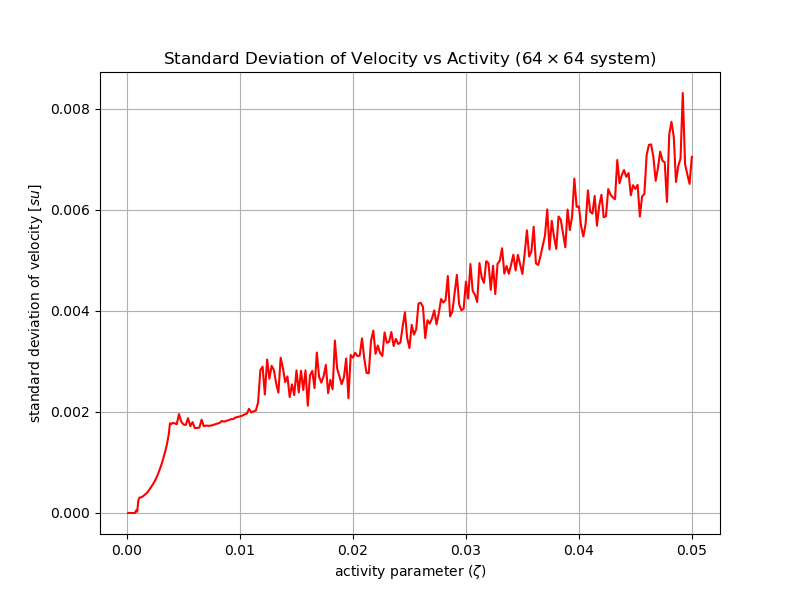 Standard Deviation of Velocity vs Activity (64 × 64 system)
standard deviation of velocity [su]
0.008
0.006
0.004
0.002
0.000
0.00 0.01 0.02 0.03 0.04 0.05
activity parameter (ζ)